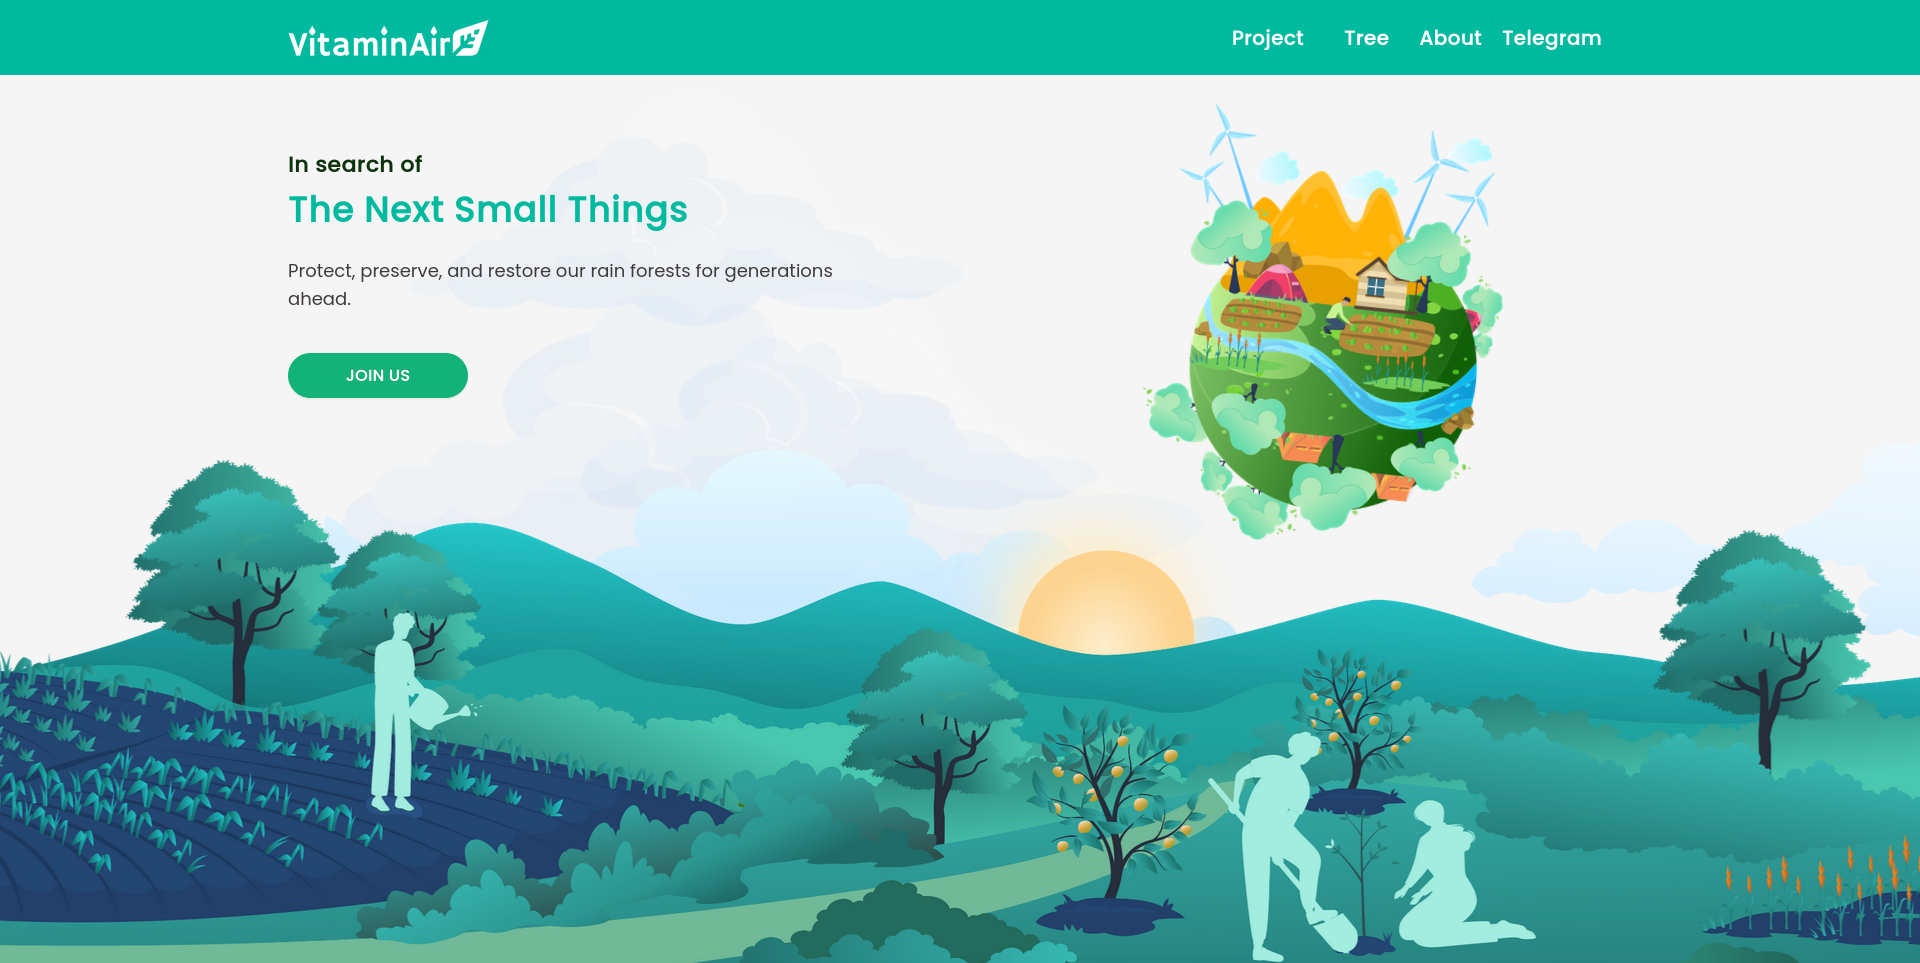 VitaminAir
Project Tree About Telegram
In search of
The Next Small Things
Protect, preserve, and restore our rain forests for generations
ahead.
JOIN US